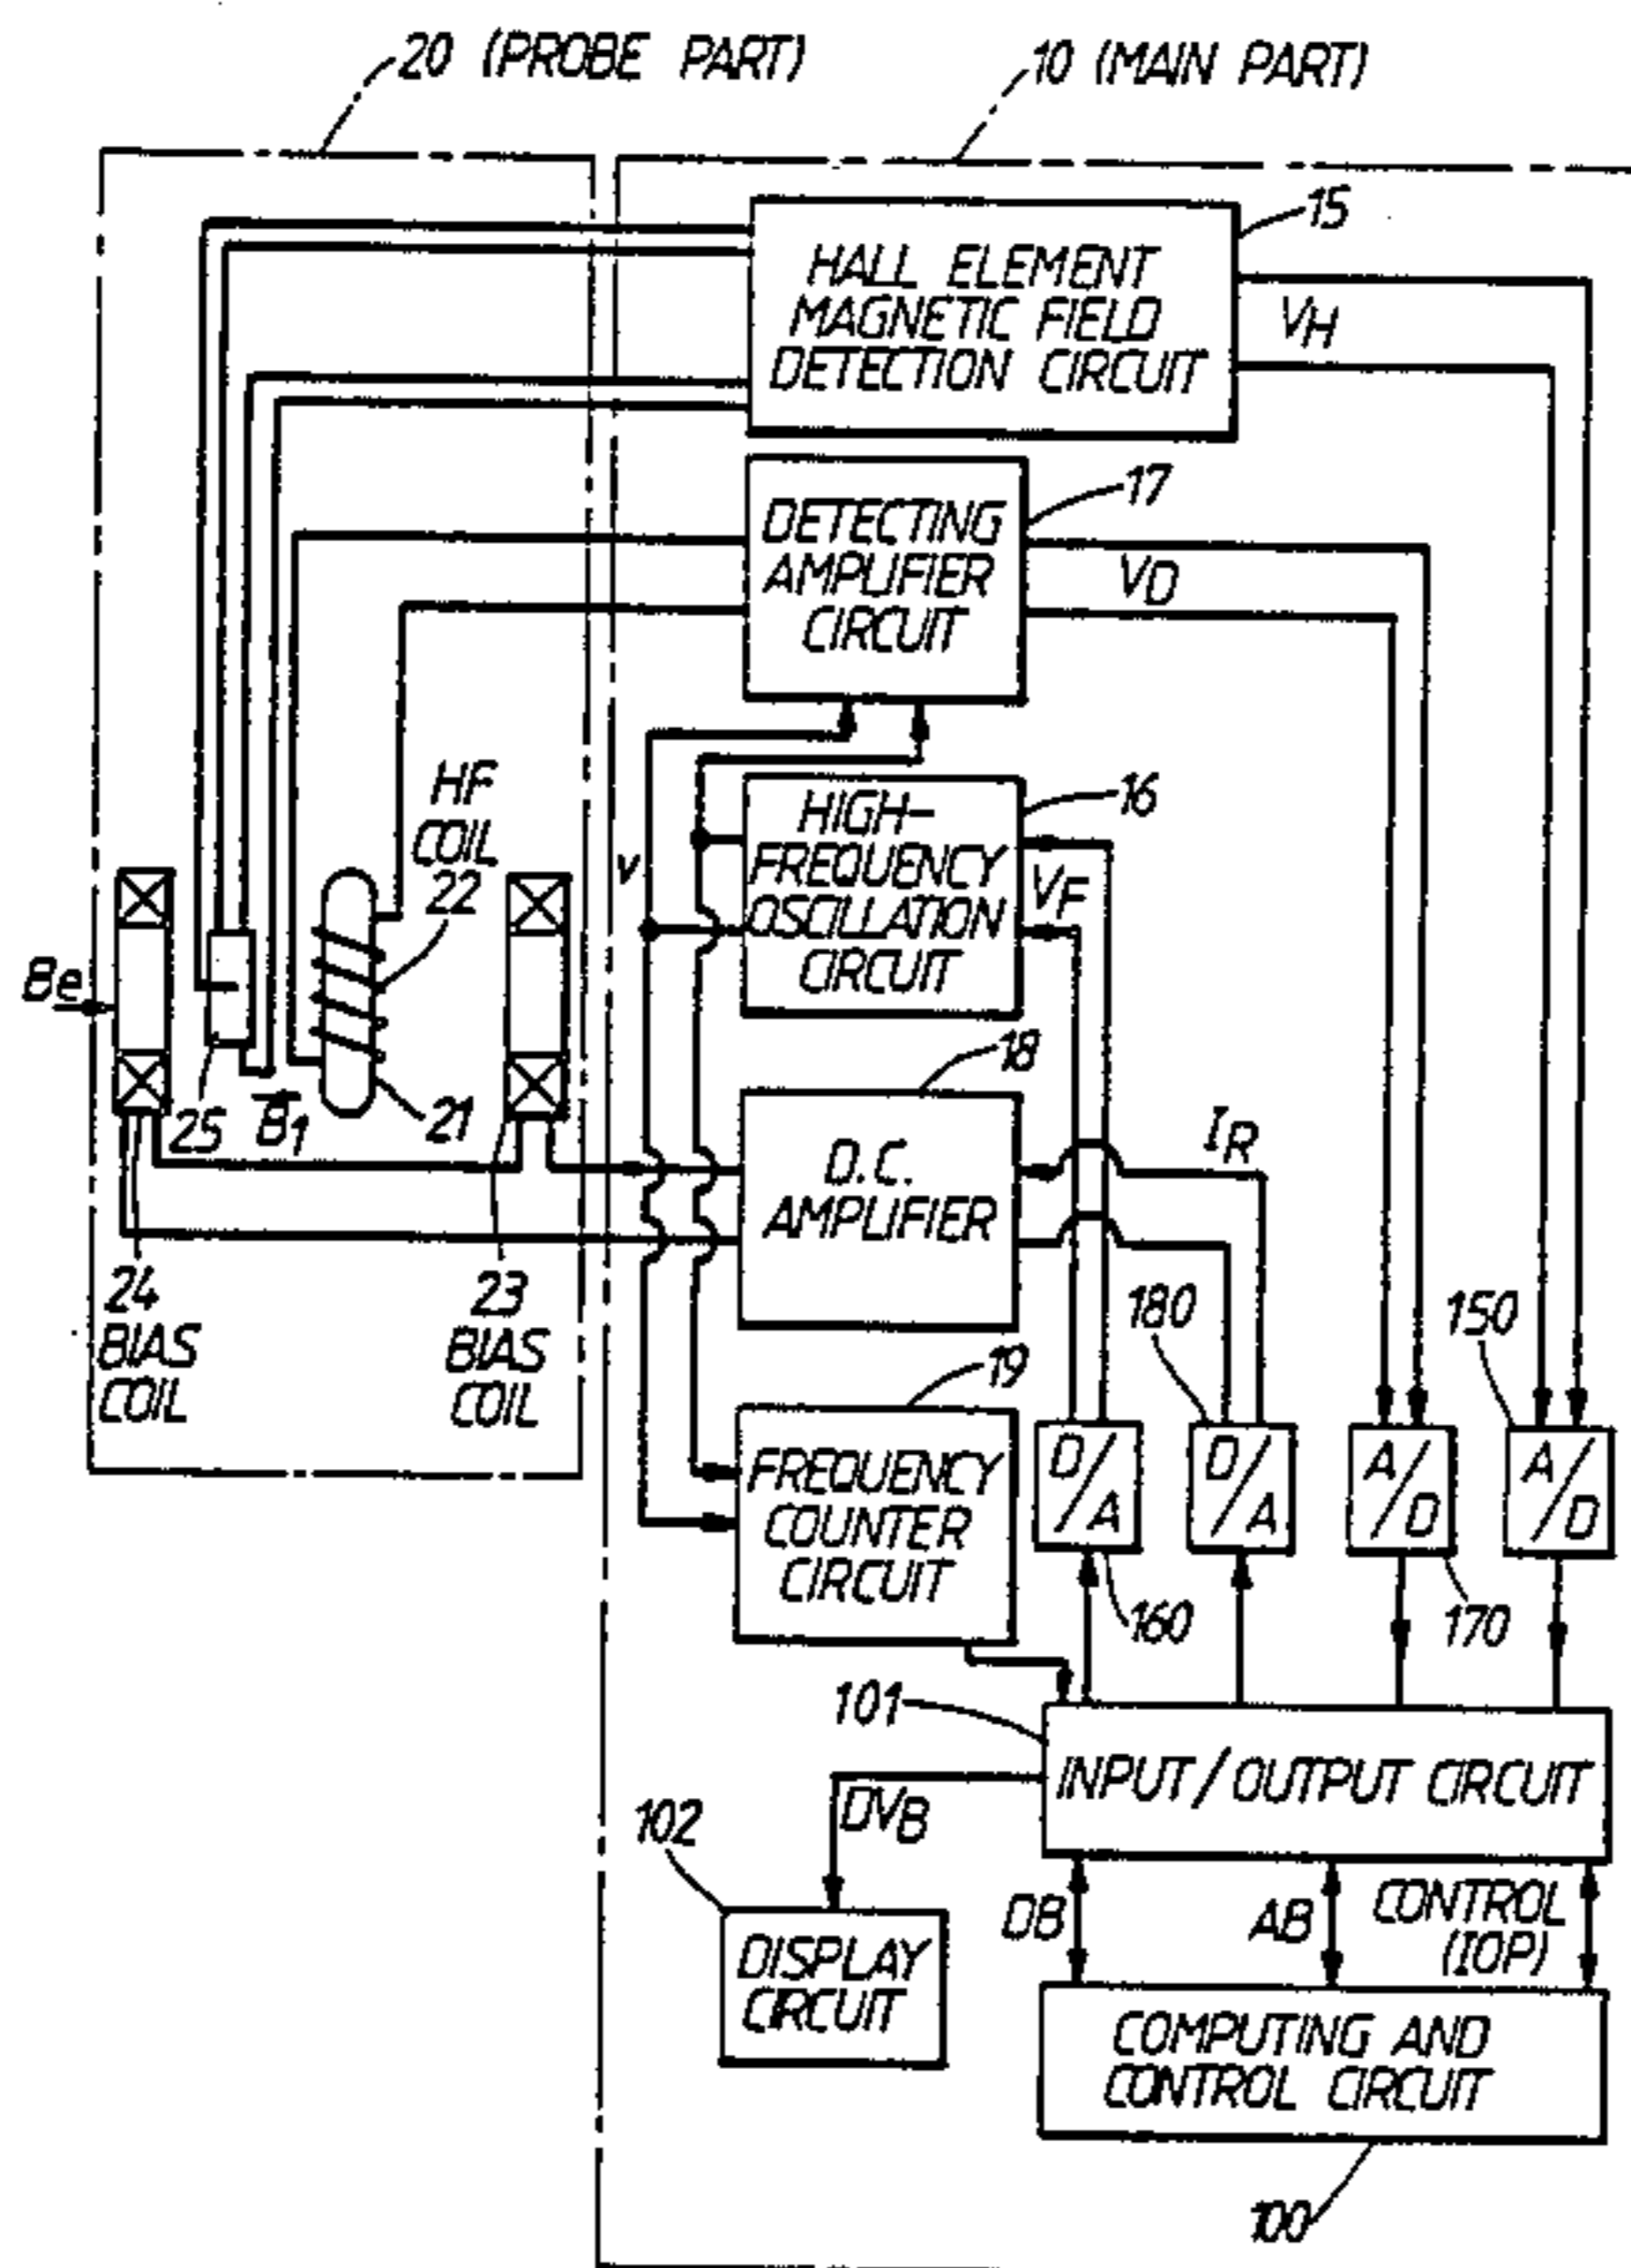 20 (PROBE PART)
10 (MAIN PART)
15
HALL ELEMENT
MAGNETIC FIELD
DETECTION CIRCUIT
VH
17
DETECTING
AMPLIFIER
CIRCUIT
VD
HF
COIL
22
16
HIGH-
FREQUENCY
OSCILLATION
CIRCUIT
v
VF
Be
25
B1
21
18
D.C.
AMPLIFIER
IR
24
BIAS
COIL
23
BIAS
COIL
180
150
19
FREQUENCY
COUNTER
CIRCUIT
D/A
D/A
A/D
A/D
160
170
101
INPUT/OUTPUT CIRCUIT
DVB
102
DISPLAY
CIRCUIT
DB
AB
CONTROL
(IOP)
COMPUTING AND
CONTROL CIRCUIT
100